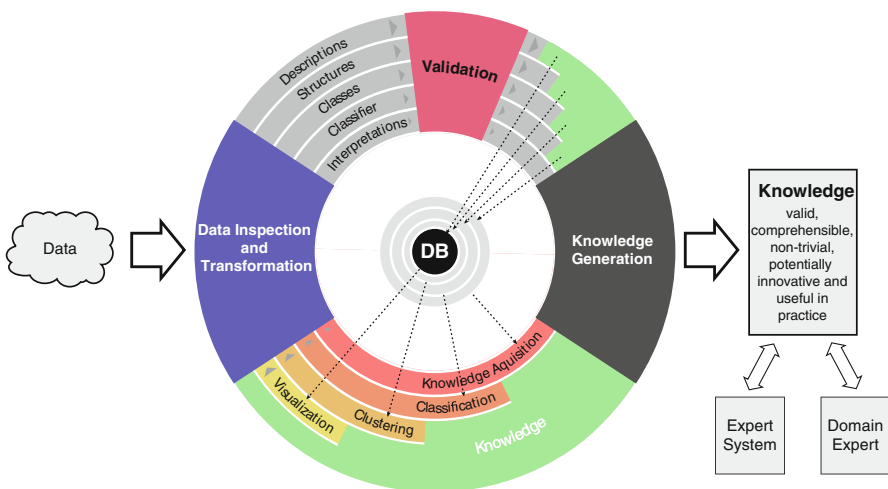 Descriptions
Structures
Classes
Classifier
Interpretations
Validation
Data
Data Inspection
and
Transformation
DB
Knowledge
Generation
Knowledge
valid,
comprehensible,
non-trivial,
potentially
innovative and
useful in
practice
Knowledge Aquisition
Classification
Clustering
Visualization
Knowledge
Expert
System
Domain
Expert